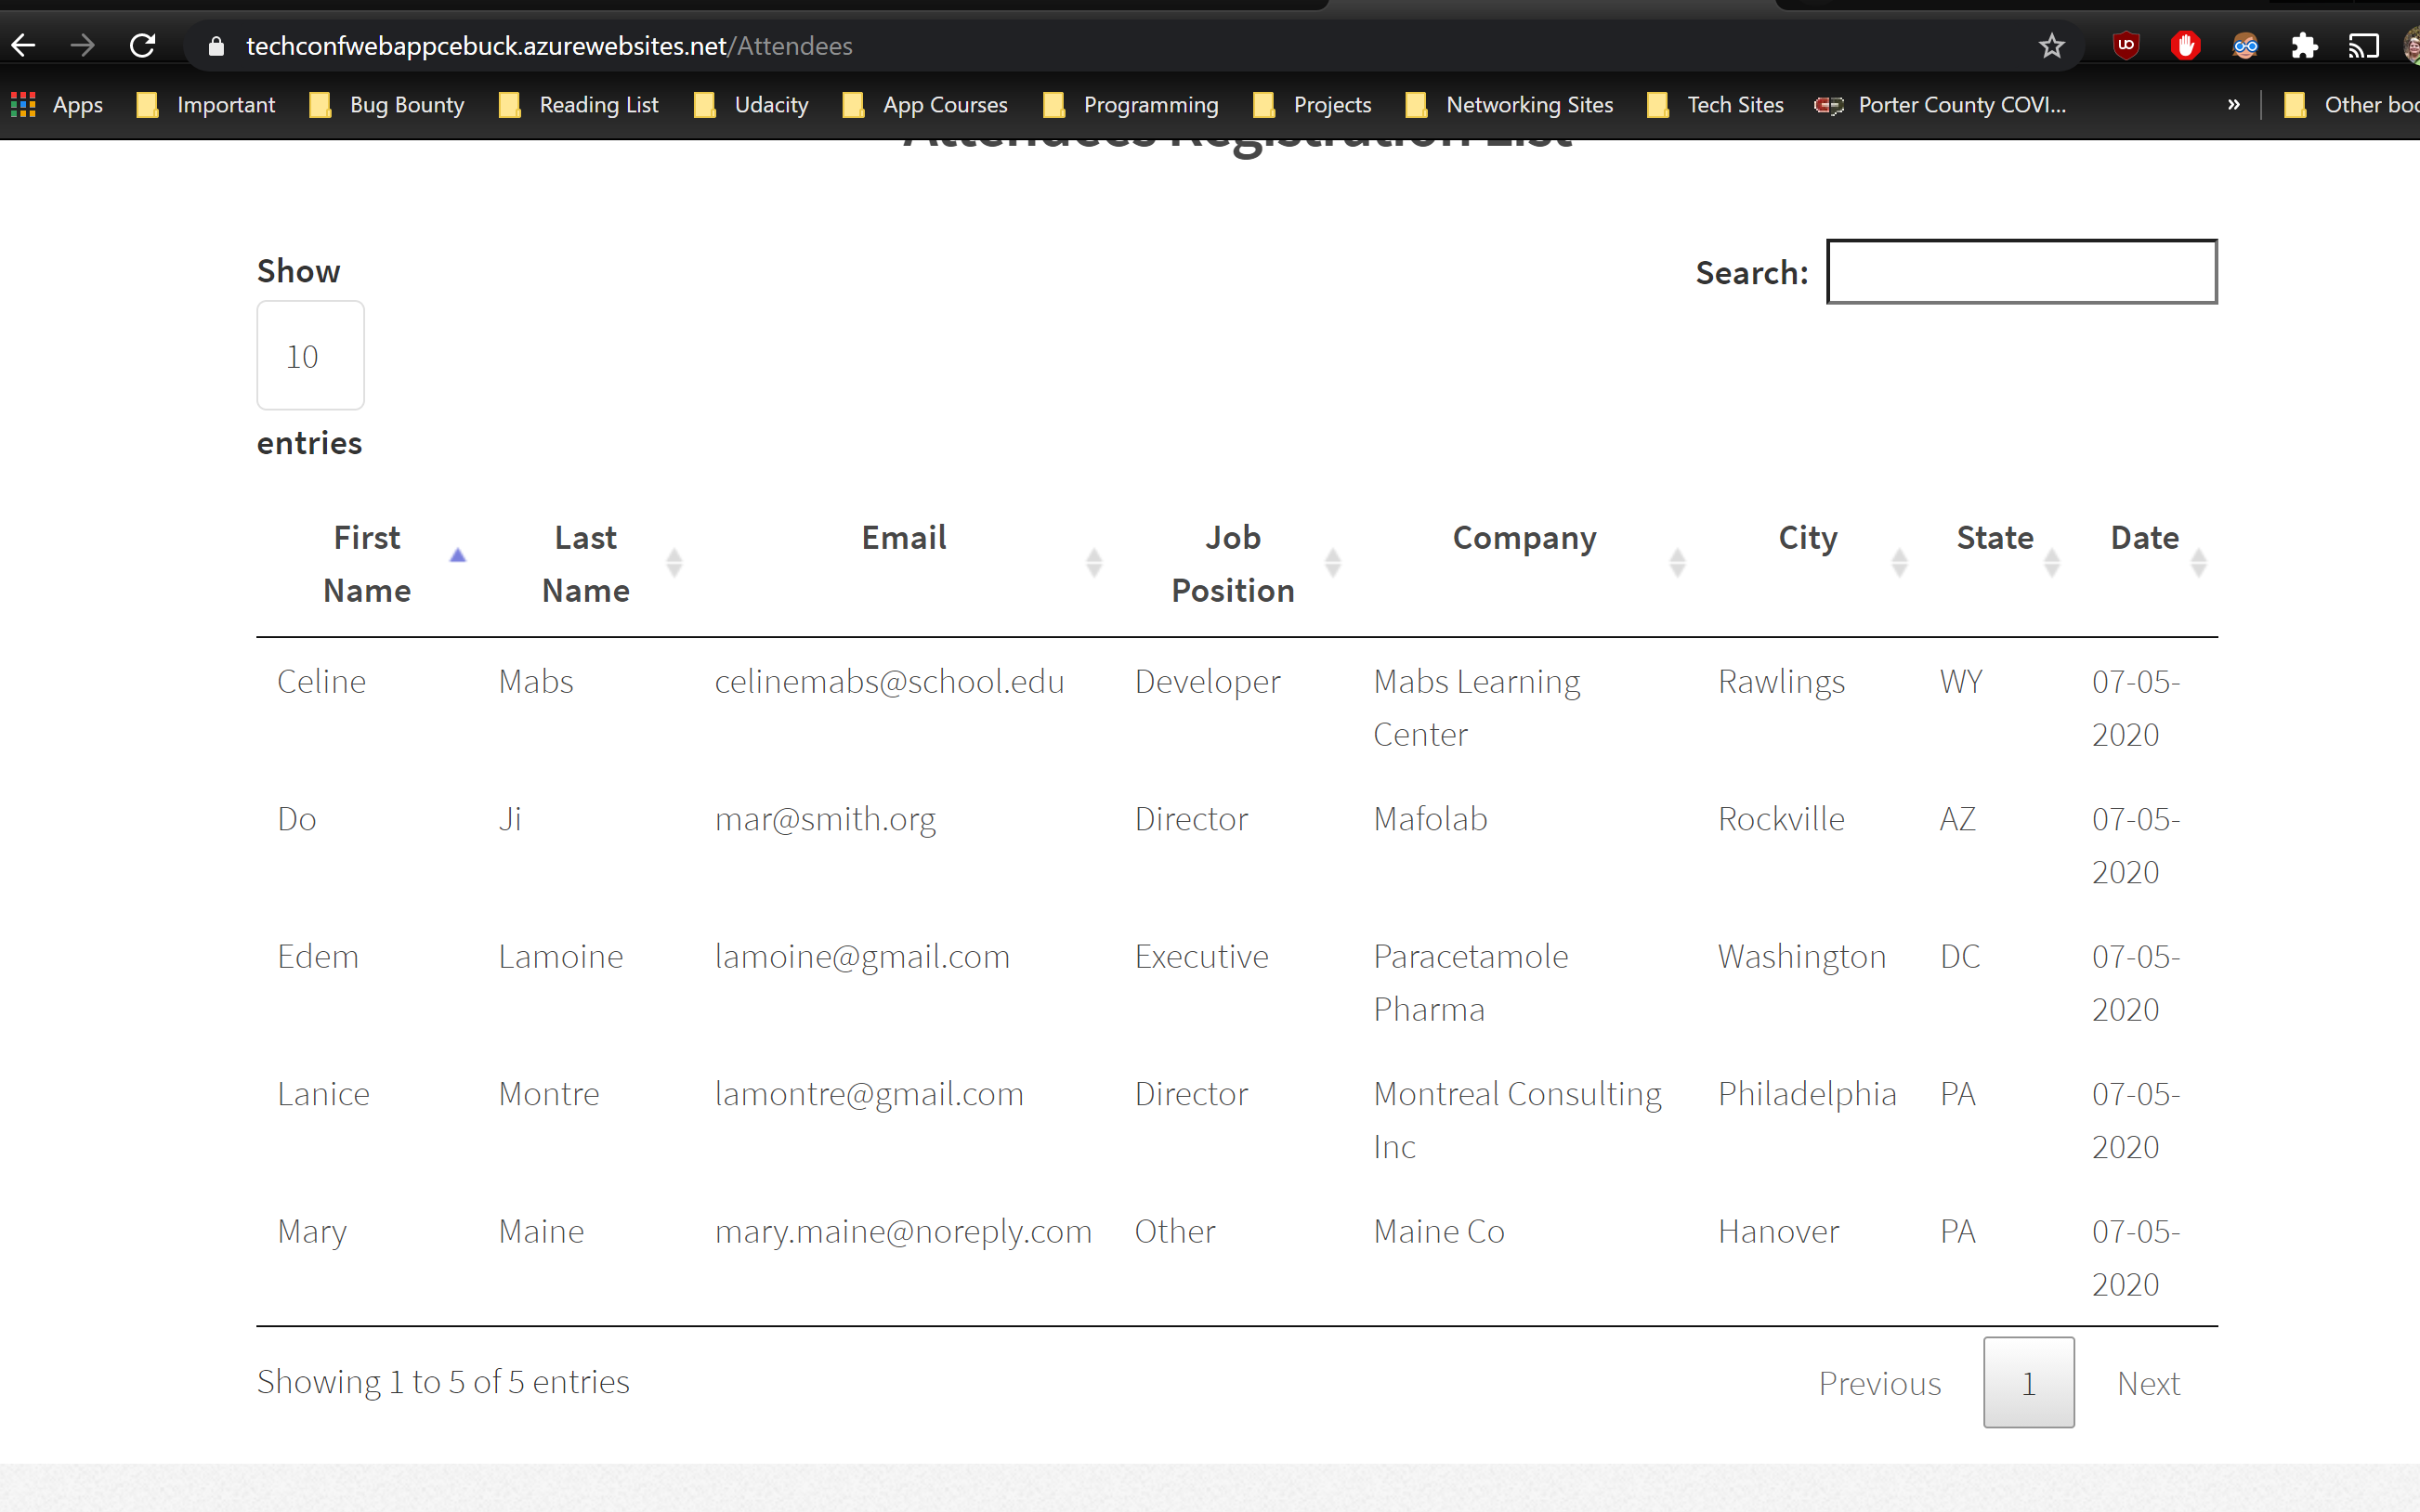 techconfwebappcebuck.azurewebsites.net/Attendees
Apps Important Bug Bounty Reading List Udacity App Courses Programming Projects Networking Sites Tech Sites Porter County COVI... » Other boo
Attendees Registration List
Show
10
entries
Search:
First Name Last Name Email Job Position Company City State Date
Celine Mabs celinemabs@school.edu Developer Mabs Learning Rawlings WY 07-05-
Center 2020
Do Ji mar@smith.org Director Mafolab Rockville AZ 07-05-
2020
Edem Lamoine lamoine@gmail.com Executive Paracetamole Washington DC 07-05-
Pharma 2020
Lanice Montre lamontre@gmail.com Director Montreal Consulting Philadelphia PA 07-05-
Inc 2020
Mary Maine mary.maine@noreply.com Other Maine Co Hanover PA 07-05-
2020
Showing 1 to 5 of 5 entries
Previous 1 Next